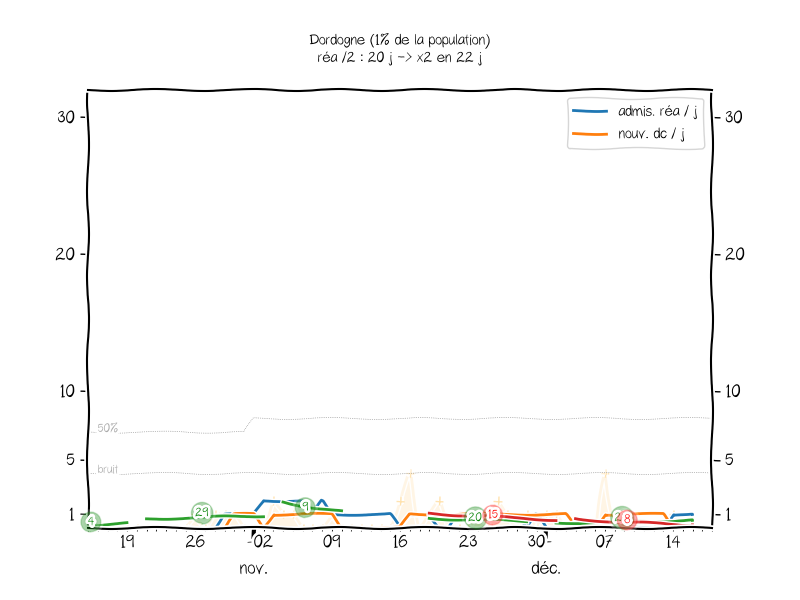 Dordogne (1% de la population)
réa /2 : 20 j -> x2 en 22 j
admis. réa / j
nouv. dc / j
30 30
20 20
10 10
50%
5 5
bruit
1 1
4 29 9 20 15 8
19 26 02 09 16 23 30 07 14
nov. déc.